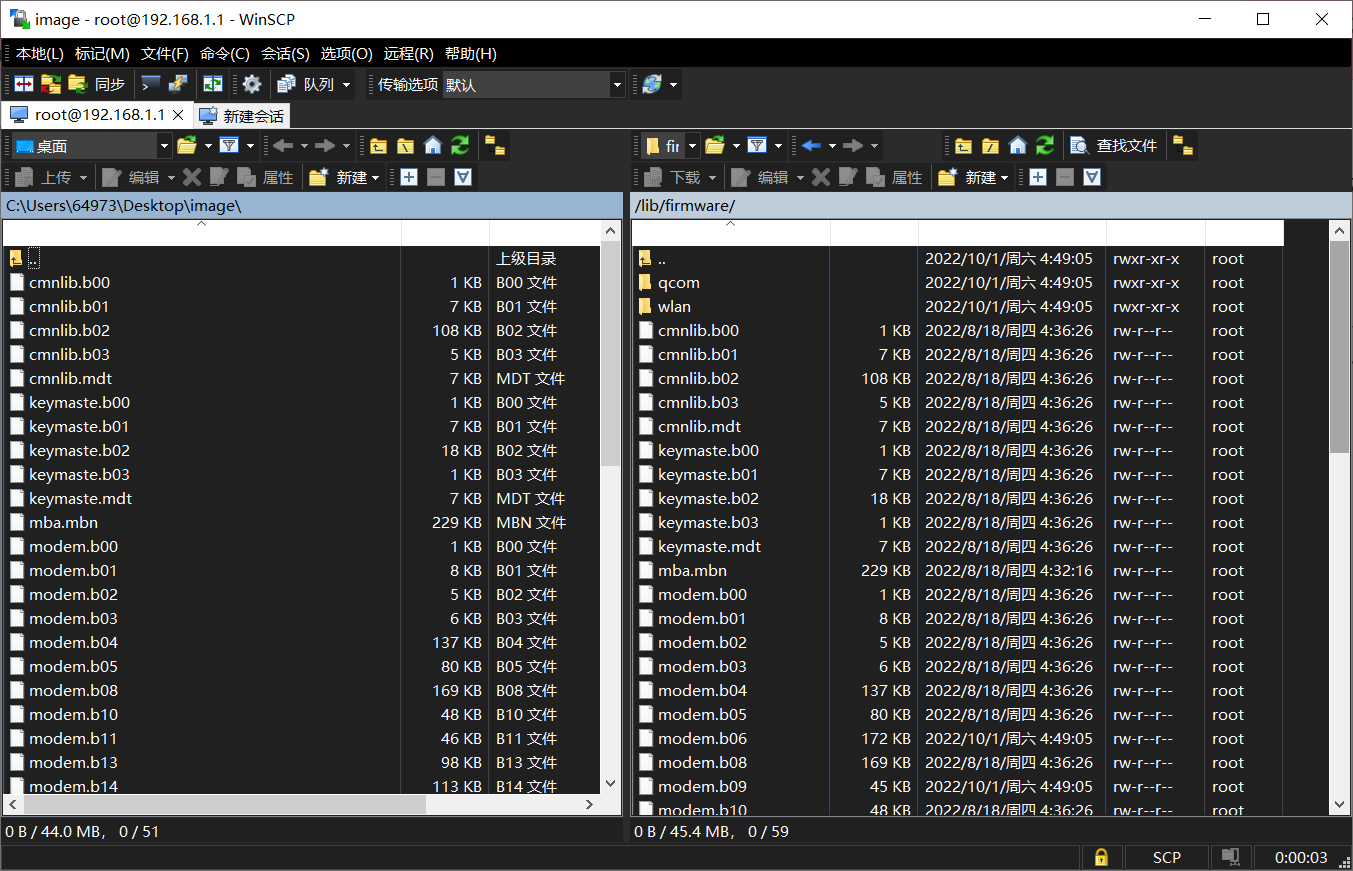 image - root@192.168.1.1 - WinSCP
本地(L) 标记(M) 文件(F) 命令(C) 会话(S) 选项(O) 远程(R) 帮助(H)
同步 队列 传输选项 默认
root@192.168.1.1 新建会话
桌面 fir 查找文件
上传 编辑 属性 新建 下载 编辑 属性 新建
C:\Users\64973\Desktop\image\ /lib/firmware/
.. 上级目录
cmnlib.b00 1 KB B00 文件
cmnlib.b01 7 KB B01 文件
cmnlib.b02 108 KB B02 文件
cmnlib.b03 5 KB B03 文件
cmnlib.mdt 7 KB MDT 文件
keymaste.b00 1 KB B00 文件
keymaste.b01 7 KB B01 文件
keymaste.b02 18 KB B02 文件
keymaste.b03 1 KB B03 文件
keymaste.mdt 7 KB MDT 文件
mba.mbn 229 KB MBN 文件
modem.b00 1 KB B00 文件
modem.b01 8 KB B01 文件
modem.b02 5 KB B02 文件
modem.b03 6 KB B03 文件
modem.b04 137 KB B04 文件
modem.b05 80 KB B05 文件
modem.b08 169 KB B08 文件
modem.b10 48 KB B10 文件
modem.b11 46 KB B11 文件
modem.b13 98 KB B13 文件
modem.b14 113 KB B14 文件
0 B / 44.0 MB， 0 / 51
.. 2022/10/1/周六 4:49:05 rwxr-xr-x root
qcom 2022/10/1/周六 4:49:05 rwxr-xr-x root
wlan 2022/10/1/周六 4:49:05 rwxr-xr-x root
cmnlib.b00 1 KB 2022/8/18/周四 4:36:26 rw-r--r-- root
cmnlib.b01 7 KB 2022/8/18/周四 4:36:26 rw-r--r-- root
cmnlib.b02 108 KB 2022/8/18/周四 4:36:26 rw-r--r-- root
cmnlib.b03 5 KB 2022/8/18/周四 4:36:26 rw-r--r-- root
cmnlib.mdt 7 KB 2022/8/18/周四 4:36:26 rw-r--r-- root
keymaste.b00 1 KB 2022/8/18/周四 4:36:26 rw-r--r-- root
keymaste.b01 7 KB 2022/8/18/周四 4:36:26 rw-r--r-- root
keymaste.b02 18 KB 2022/8/18/周四 4:36:26 rw-r--r-- root
keymaste.b03 1 KB 2022/8/18/周四 4:36:26 rw-r--r-- root
keymaste.mdt 7 KB 2022/8/18/周四 4:36:26 rw-r--r-- root
mba.mbn 229 KB 2022/8/18/周四 4:32:16 rw-r--r-- root
modem.b00 1 KB 2022/8/18/周四 4:36:26 rw-r--r-- root
modem.b01 8 KB 2022/8/18/周四 4:36:26 rw-r--r-- root
modem.b02 5 KB 2022/8/18/周四 4:36:26 rw-r--r-- root
modem.b03 6 KB 2022/8/18/周四 4:36:26 rw-r--r-- root
modem.b04 137 KB 2022/8/18/周四 4:36:26 rw-r--r-- root
modem.b05 80 KB 2022/8/18/周四 4:36:26 rw-r--r-- root
modem.b06 172 KB 2022/10/1/周六 4:49:05 rw-r--r-- root
modem.b08 169 KB 2022/8/18/周四 4:36:26 rw-r--r-- root
modem.b09 45 KB 2022/10/1/周六 4:49:05 rw-r--r-- root
modem.b10 48 KB 2022/8/18/周四 4:36:26 rw-r--r-- root
0 B / 45.4 MB， 0 / 59
SCP 0:00:03